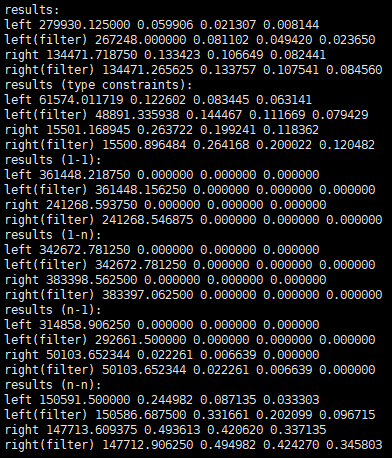 results:
left 279930.125000 0.059906 0.021307 0.008144
left(filter) 267248.000000 0.081102 0.049420 0.023650
right 134471.718750 0.133423 0.106649 0.082441
right(filter) 134471.265625 0.133757 0.107541 0.084560
results (type constraints):
left 61574.011719 0.122602 0.083445 0.063141
left(filter) 48891.335938 0.144467 0.111669 0.079429
right 15501.168945 0.263722 0.199241 0.118362
right(filter) 15500.896484 0.264168 0.200022 0.120482
results (1-1):
left 361448.218750 0.000000 0.000000 0.000000
left(filter) 361448.156250 0.000000 0.000000 0.000000
right 241268.593750 0.000000 0.000000 0.000000
right(filter) 241268.546875 0.000000 0.000000 0.000000
results (1-n):
left 342672.781250 0.000000 0.000000 0.000000
left(filter) 342672.781250 0.000000 0.000000 0.000000
right 383398.562500 0.000000 0.000000 0.000000
right(filter) 383397.062500 0.000000 0.000000 0.000000
results (n-1):
left 314858.906250 0.000000 0.000000 0.000000
left(filter) 292661.500000 0.000000 0.000000 0.000000
right 50103.652344 0.022261 0.006639 0.000000
right(filter) 50103.652344 0.022261 0.006639 0.000000
results (n-n):
left 150591.500000 0.244982 0.087135 0.033303
left(filter) 150586.687500 0.331661 0.202099 0.096715
right 147713.609375 0.493613 0.420620 0.337135
right(filter) 147712.906250 0.494982 0.424270 0.345803